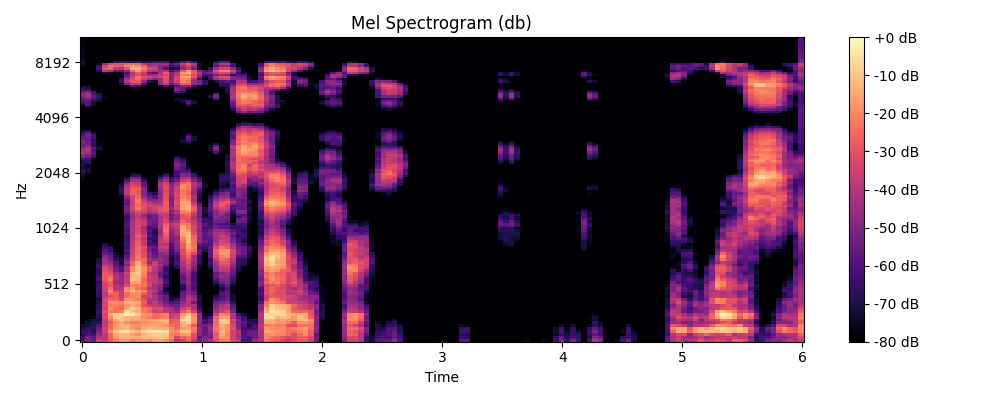 Mel Spectrogram (db)
+0 dB
8192
-10 dB
4096
-20 dB
-30 dB
2048
-40 dB
Hz
1024
-50 dB
-60 dB
512
-70 dB
0
-80 dB
0 1 2 3 4 5 6
Time